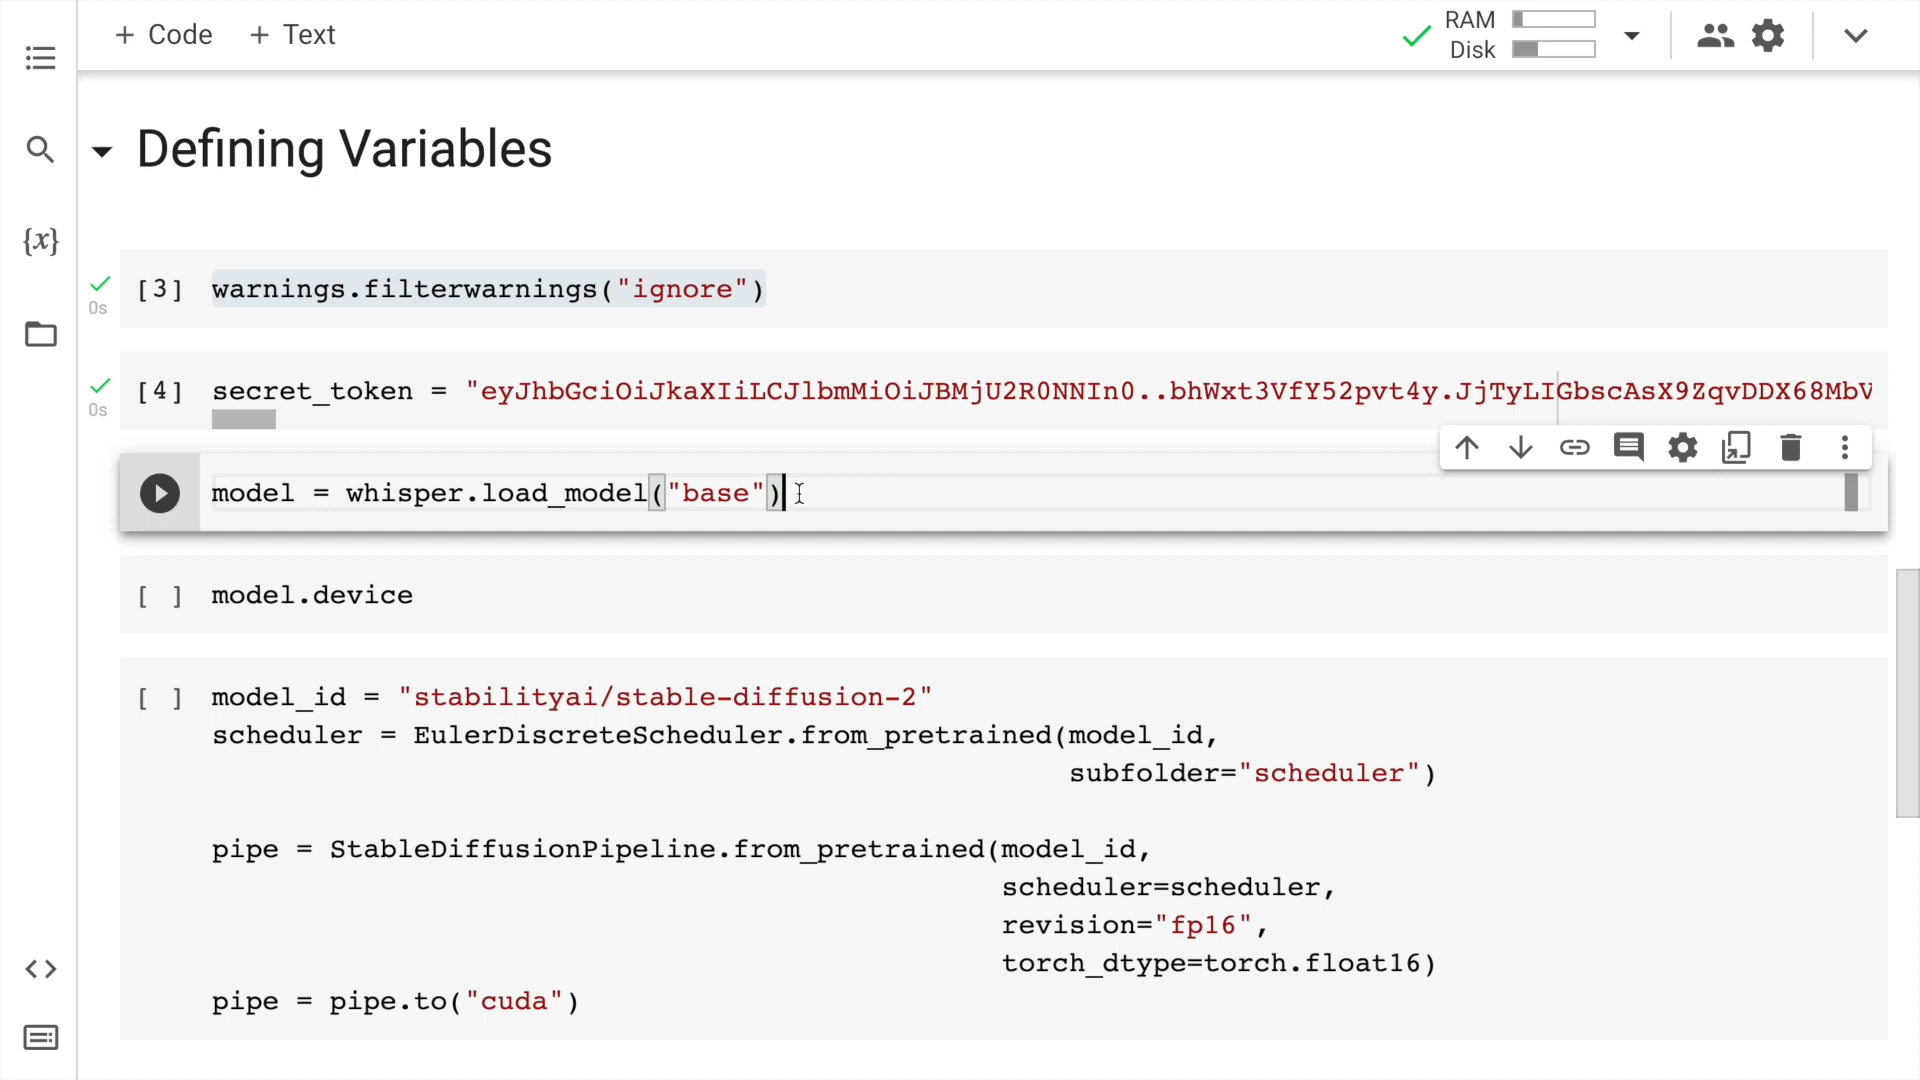 + Code + Text
RAM
Disk
Defining Variables
{x}
[3] warnings.filterwarnings("ignore")
0s
[4] secret_token = "eyJhbGciOiJkaXIiLCJlbmMiOiJBMjU2R0NNIn0..bhWxt3VfY52pvt4y.JjTyLIGbscAsX9ZqvDDX68MbV
0s
model = whisper.load_model("base")
[ ] model.device
[ ] model_id = "stabilityai/stable-diffusion-2"
scheduler = EulerDiscreteScheduler.from_pretrained(model_id,
subfolder="scheduler")
pipe = StableDiffusionPipeline.from_pretrained(model_id,
scheduler=scheduler,
revision="fp16",
torch_dtype=torch.float16)
pipe = pipe.to("cuda")